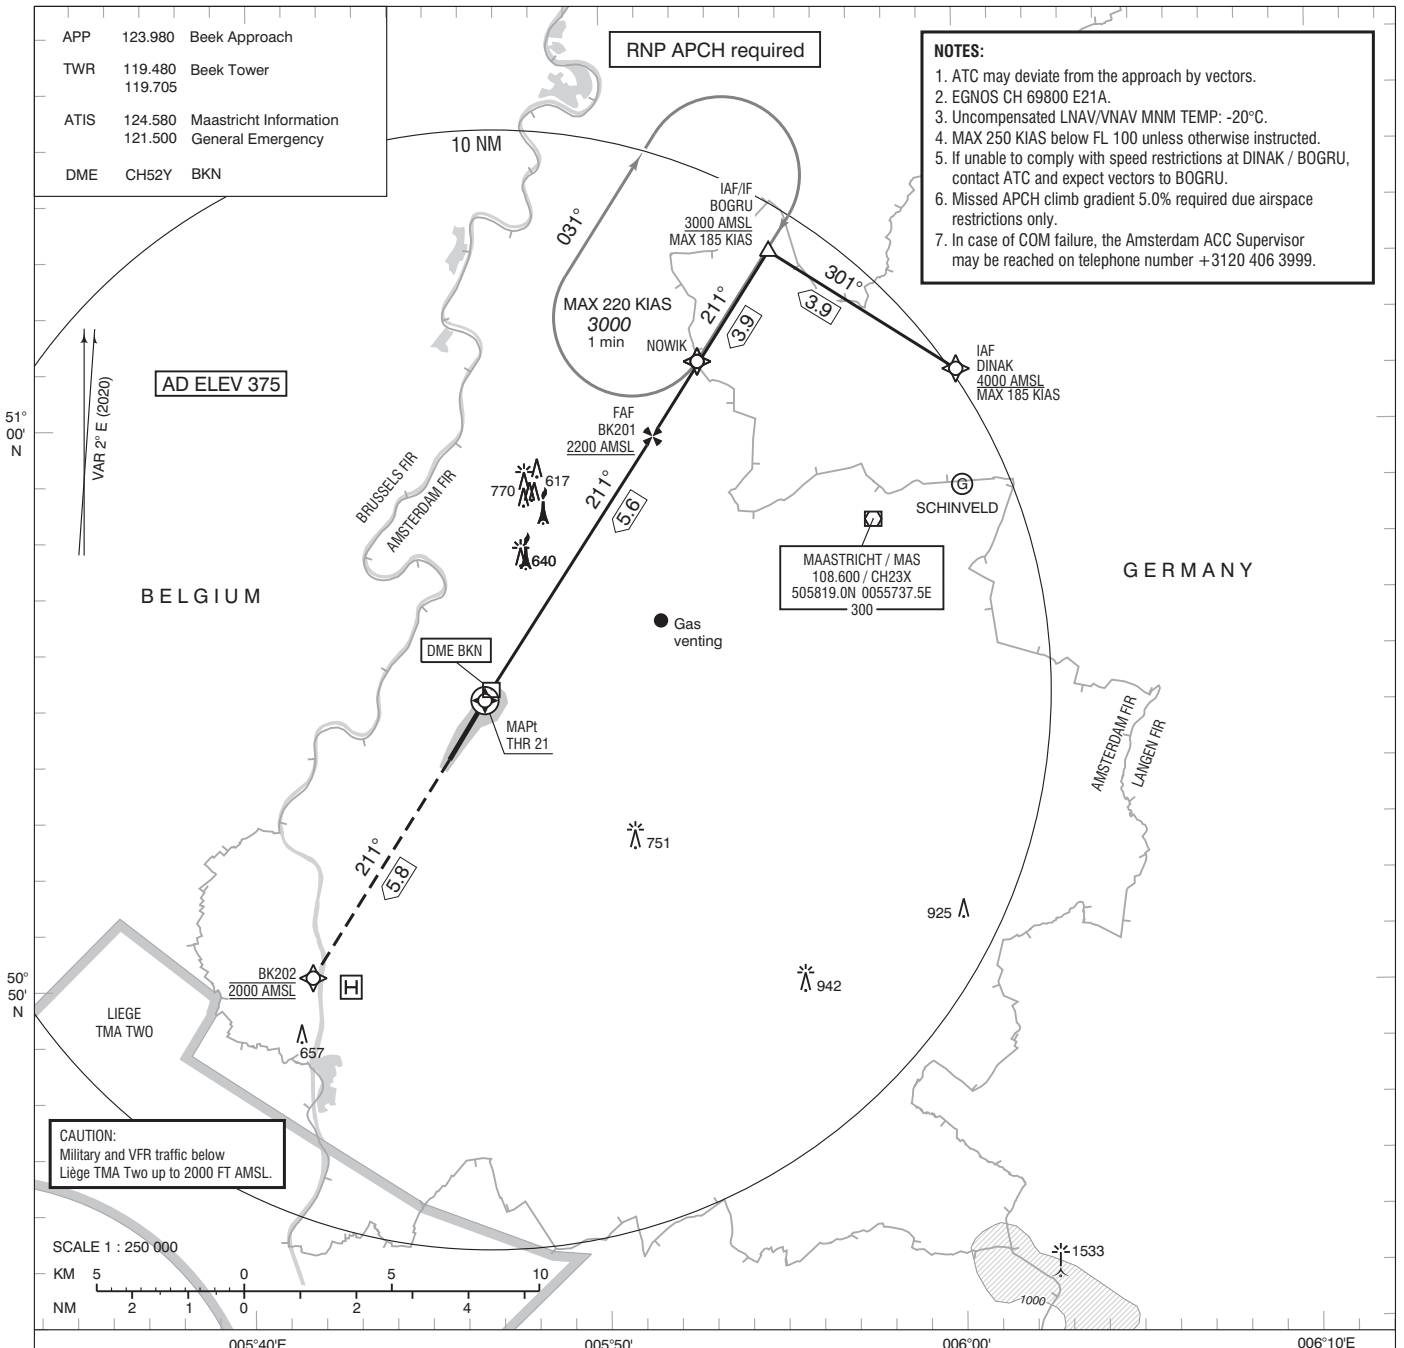 APP 123.980 Beek Approach
TWR 119.480 Beek Tower
119.705
ATIS 124.580 Maastricht Information
121.500 General Emergency
DME CH52Y BKN
RNP APCH required
NOTES:
1. ATC may deviate from the approach by vectors.
2. EGNOS CH 69800 E21A.
3. Uncompensated LNAV/VNAV MNM TEMP: -20°C.
4. MAX 250 KIAS below FL 100 unless otherwise instructed.
5. If unable to comply with speed restrictions at DINAK / BOGRU,
contact ATC and expect vectors to BOGRU.
6. Missed APCH climb gradient 5.0% required due airspace
restrictions only.
7. In case of COM failure, the Amsterdam ACC Supervisor
may be reached on telephone number +3120 406 3999.
10 NM
IAF/IF
BOGRU
3000 AMSL
MAX 185 KIAS
031°
301°
3.9
MAX 220 KIAS
3000
1 min
211°
3.9
NOWIK
IAF
DINAK
4000 AMSL
MAX 185 KIAS
AD ELEV 375
VAR 2° E (2020)
51°
00'
N
FAF
BK201
2200 AMSL
BRUSSELS FIR
AMSTERDAM FIR
770
617
211°
5.6
G
SCHINVELD
640
MAASTRICHT / MAS
108.600 / CH23X
505819.0N 0055737.5E
300
BELGIUM
GERMANY
Gas
venting
DME BKN
MAPt
THR 21
AMSTERDAM FIR
LANGEN FIR
751
211°
5.8
925
942
BK202
2000 AMSL
H
50°
50'
N
LIEGE
TMA TWO
657
CAUTION:
Military and VFR traffic below
Liège TMA Two up to 2000 FT AMSL.
SCALE 1 : 250 000
KM 5 0 5 10
NM 2 1 0 2 4
1533
1000
005°40'E 005°50' 006°00' 006°10'E